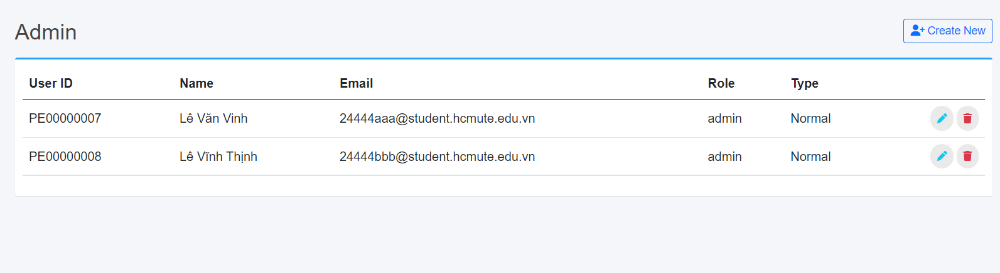 Admin
Create New
User ID Name Email Role Type
PE00000007 Lê Văn Vinh 24444aaa@student.hcmute.edu.vn admin Normal
PE00000008 Lê Vĩnh Thịnh 24444bbb@student.hcmute.edu.vn admin Normal